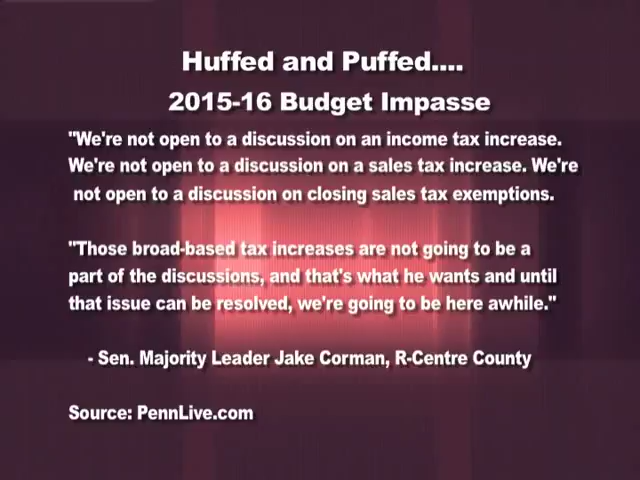 Huffed and Puffed....
2015-16 Budget Impasse
"We're not open to a discussion on an income tax increase.
We're not open to a discussion on a sales tax increase. We're
not open to a discussion on closing sales tax exemptions.
"Those broad-based tax increases are not going to be a
part of the discussions, and that's what he wants and until
that issue can be resolved, we're going to be here awhile."
- Sen. Majority Leader Jake Corman, R-Centre County
Source: PennLive.com